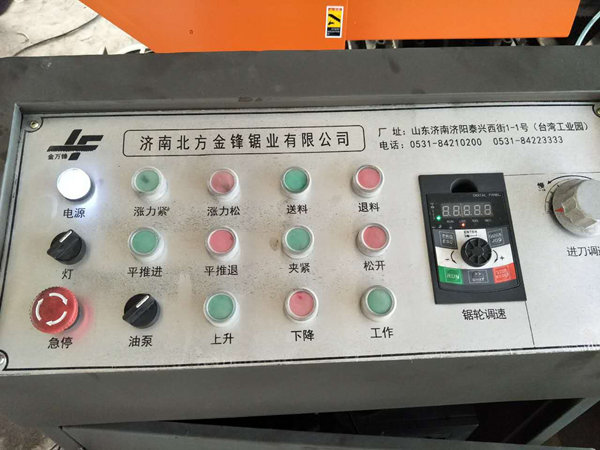 金万锋
济南北方金锋锯业有限公司
厂 址：山东济南济阳泰兴西街1-1号（台湾工业园）
电话：0531-84210200 0531-84223333
电源
涨力紧
涨力松
送料
退料
灯
平推进
平推退
夹紧
松开
急停
油泵
上升
下降
工作
RUN
锯轮调速
慢
进刀调速